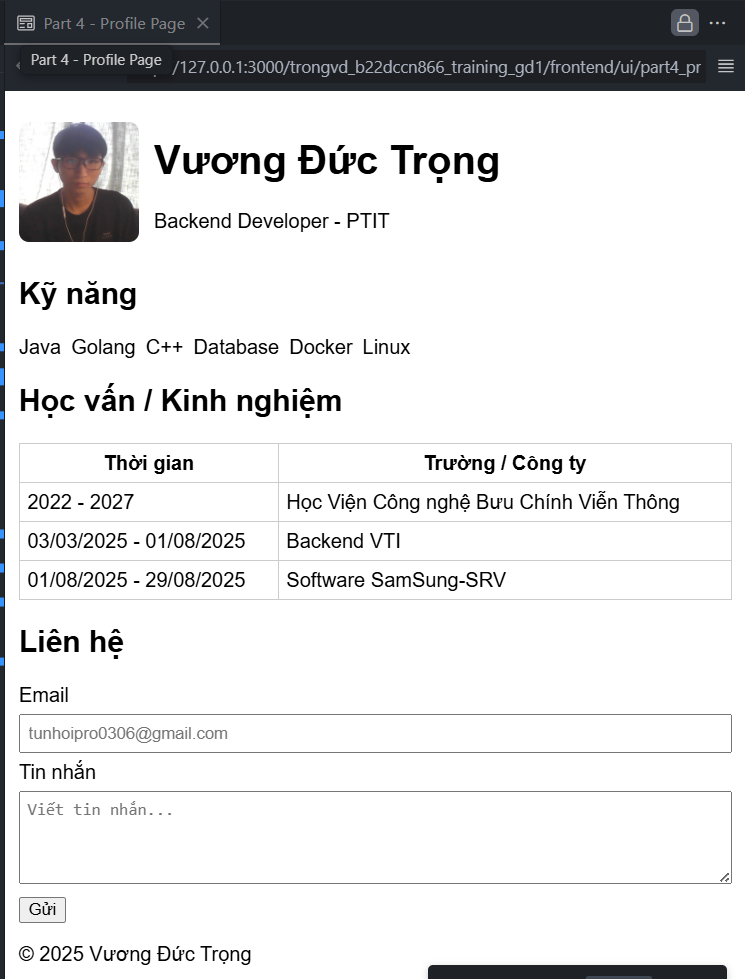 Part 4 - Profile Page
Part 4 - Profile Page
/127.0.0.1:3000/trongvd_b22dccn866_training_gd1/frontend/ui/part4_pr
Vương Đức Trọng
Backend Developer - PTIT
Kỹ năng
Java Golang C++ Database Docker Linux
Học vấn / Kinh nghiệm
Thời gian Trường / Công ty
2022 - 2027 Học Viện Công nghệ Bưu Chính Viễn Thông
03/03/2025 - 01/08/2025 Backend VTI
01/08/2025 - 29/08/2025 Software SamSung-SRV
Liên hệ
Email
tunhoipro0306@gmail.com
Tin nhắn
Viết tin nhắn...
Gửi
© 2025 Vương Đức Trọng